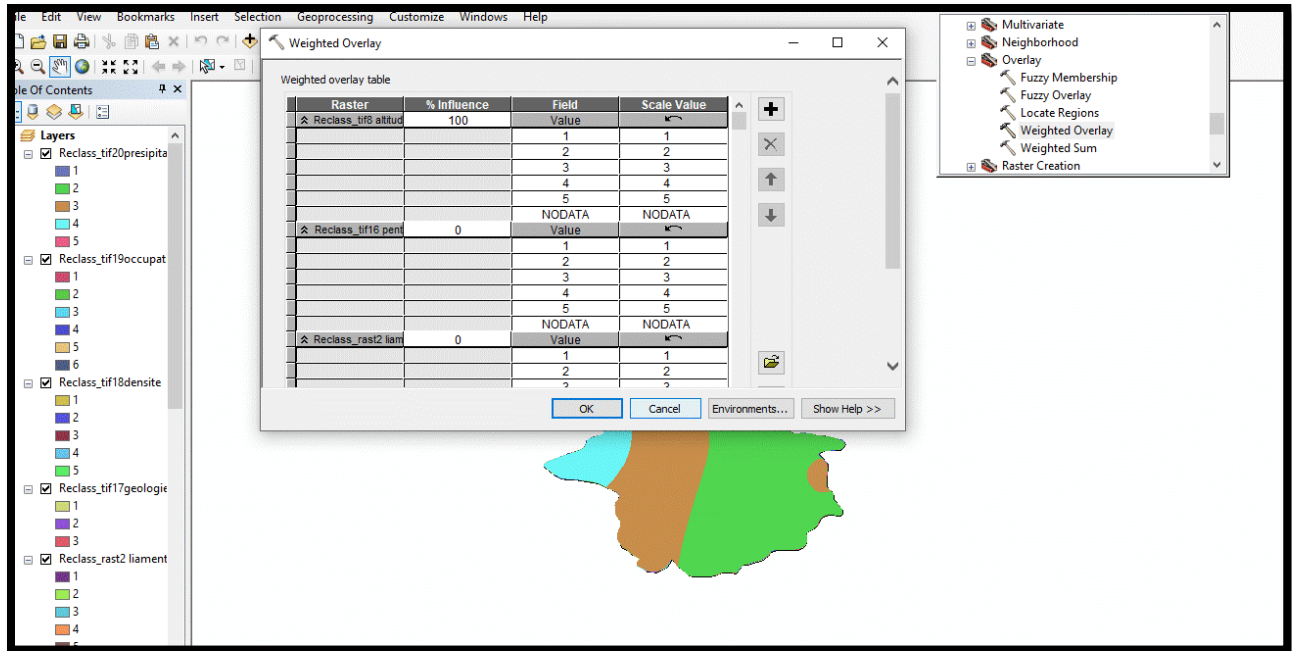 ile Edit View Bookmarks Insert Selection Geoprocessing Customize Windows Help
ble Of Contents
Layers
Reclass_tif20presipita
1
2
3
4
5
Reclass_tif19occupat
1
2
3
4
5
6
Reclass_tif18densite
1
2
3
4
5
Reclass_tif17geologie
1
2
3
Reclass_rast2 liament
1
2
3
4
5
Weighted Overlay
Weighted overlay table
Raster % Influence Field Scale Value
Reclass_tif8 altitud 100 Value
1 1
2 2
3 3
4 4
5 5
NODATA NODATA
Reclass_tif16 pent 0 Value
1 1
2 2
3 3
4 4
5 5
NODATA NODATA
Reclass_rast2 liam 0 Value
1 1
2 2
3 3
OK Cancel Environments... Show Help >>
Multivariate
Neighborhood
Overlay
Fuzzy Membership
Fuzzy Overlay
Locate Regions
Weighted Overlay
Weighted Sum
Raster Creation